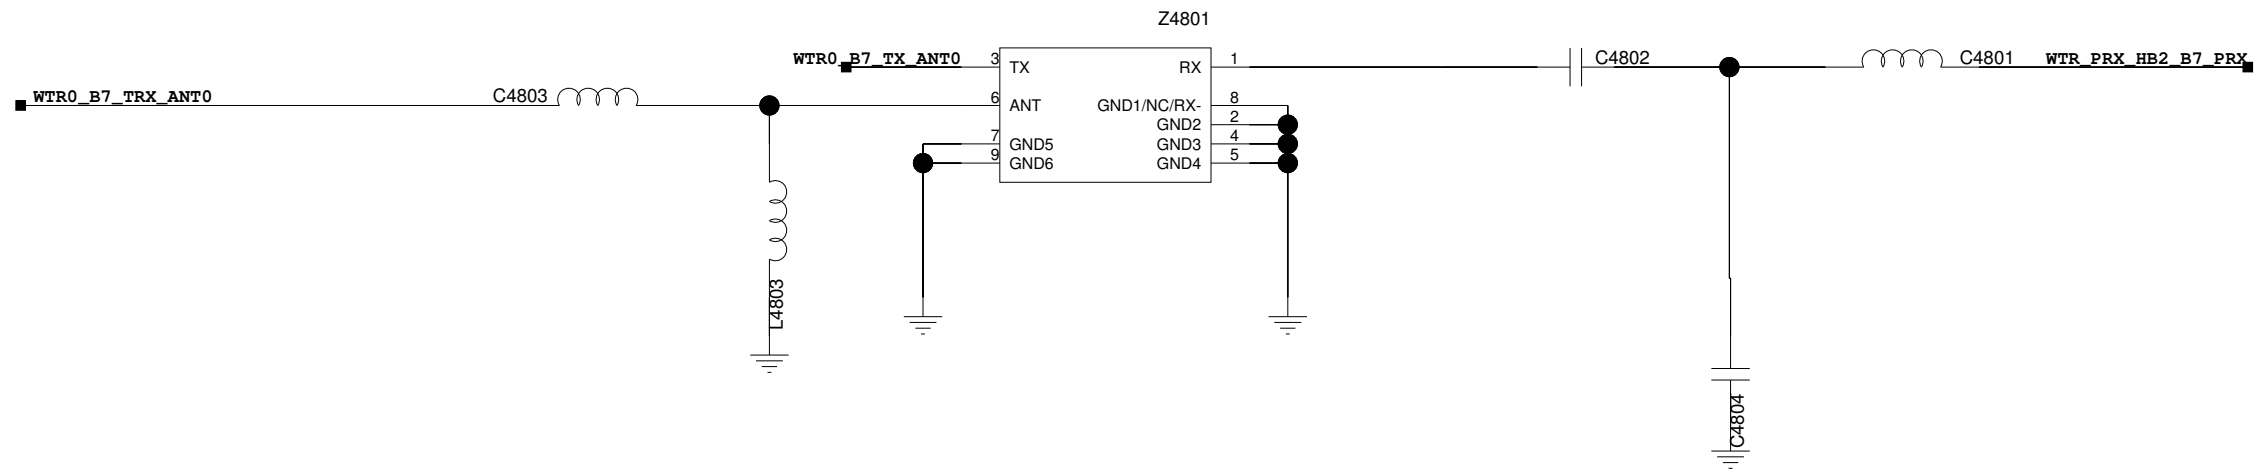 Z4801
WTR0_B7_TX_ANT0
3
TX
RX
1
C4802
C4801
WTR_PRX_HB2_B7_PRX
WTR0_B7_TRX_ANT0
C4803
6
ANT
GND1/NC/RX-
8
GND2
2
7
GND5
GND3
4
9
GND6
GND4
5
L4803
C4804